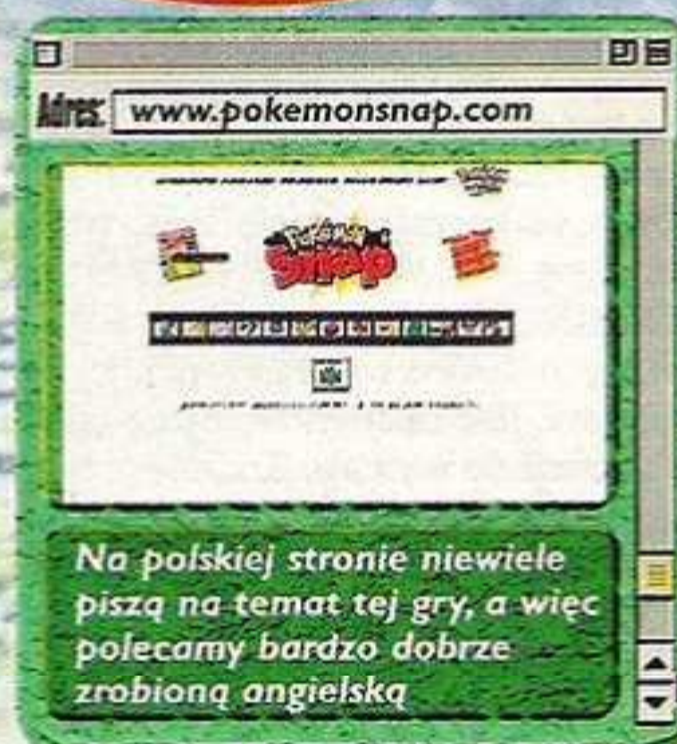 Adres: www.pokemonsnap.com
Pokémon
Snap
Na polskiej stronie niewiele
piszą na temat tej gry, a więc
polecamy bardzo dobrze
zrobioną angielską